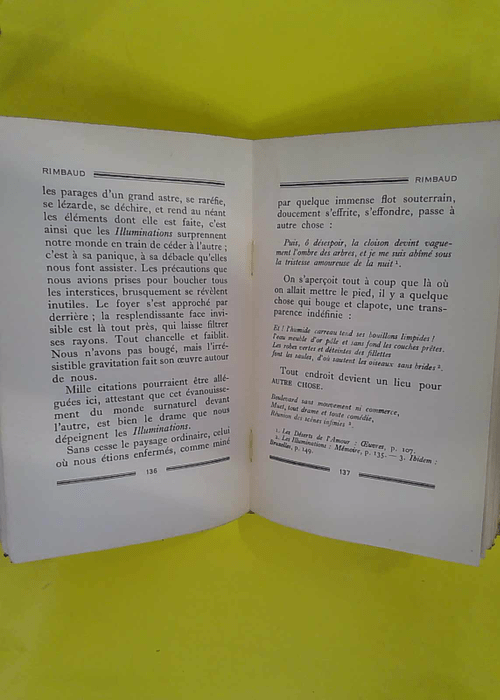 RIMBAUD
les parages d'un grand astre, se raréfie,
se lézarde, se déchire, et rend au néant
les éléments dont elle est faite, c'est
ainsi que les Illuminations surprennent
notre monde en train de céder à l'autre ;
c'est à sa panique, à sa débacle qu'elles
nous font assister. Les précautions que
nous avions prises pour boucher tous
les interstices, brusquement se révèlent
inutiles. Le foyer s'est approché par
derrière ; la resplendissante face invi-
sible est là tout près, qui laisse filtrer
ses rayons. Tout chancelle et faiblit.
Nous n'avons pas bougé, mais l'irré-
sistible gravitation fait son œuvre autour
de nous.
Mille citations pourraient être allé-
guées ici, attestant que cet évanouisse-
ment du monde surnaturel devant
l'autre, est bien le drame que nous
dépeignent les Illuminations.
Sans cesse le paysage ordinaire, celui
où nous étions enfermés, comme miné
136
RIMBAUD
par quelque immense flot souterrain,
doucement s'effrite, s'effondre, passe à
autre chose :
Puis, ô désespoir, la cloison devint vague-
ment l'ombre des arbres, et je me suis abîmé sous
la tristesse amoureuse de la nuit ¹.
On s'aperçoit tout à coup que là où
on allait mettre le pied, il y a quelque
chose qui bouge et clapote, une trans-
parence indéfinie :
Et ! l'humide carreau tend ses bouillons limpides !
l'eau meuble d'or pâle et sans fond les couches prêtes.
Les robes vertes et déteintes des fillettes
font les saules, d'où sautent les oiseaux sans brides ².
Tout endroit devient un lieu pour
AUTRE CHOSE.
Boulevard sans mouvement ni commerce,
Muet, tout drame et toute comédie,
Réunion des scènes infinies ³.
1. Les Déserts de l'Amour : Œuvres, p. 107.
2. Les Illuminations : Mémoire, p. 135. — 3. Ibidem :
Bruxelles, p. 149.
137